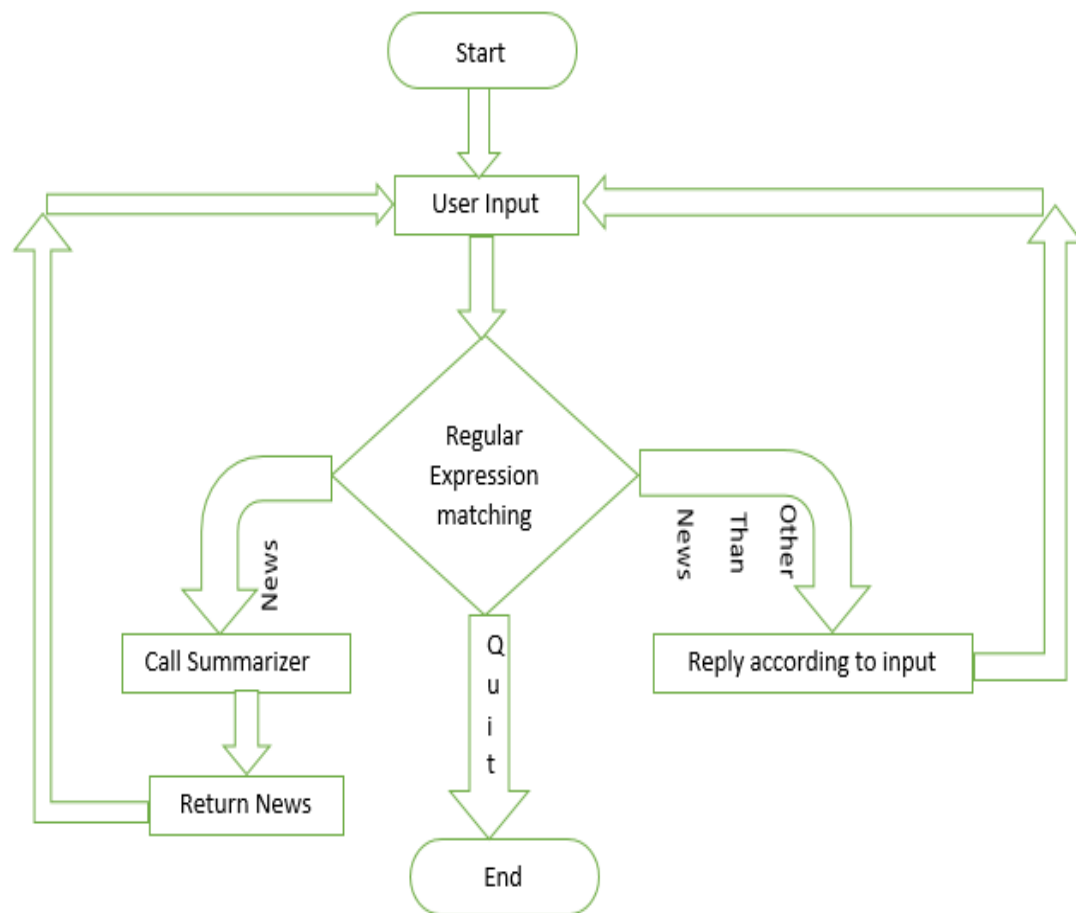 Start
User Input
Regular
Expression
matching
News
Other
Than
News
Quit
Call Summarizer
Reply according to input
Return News
End